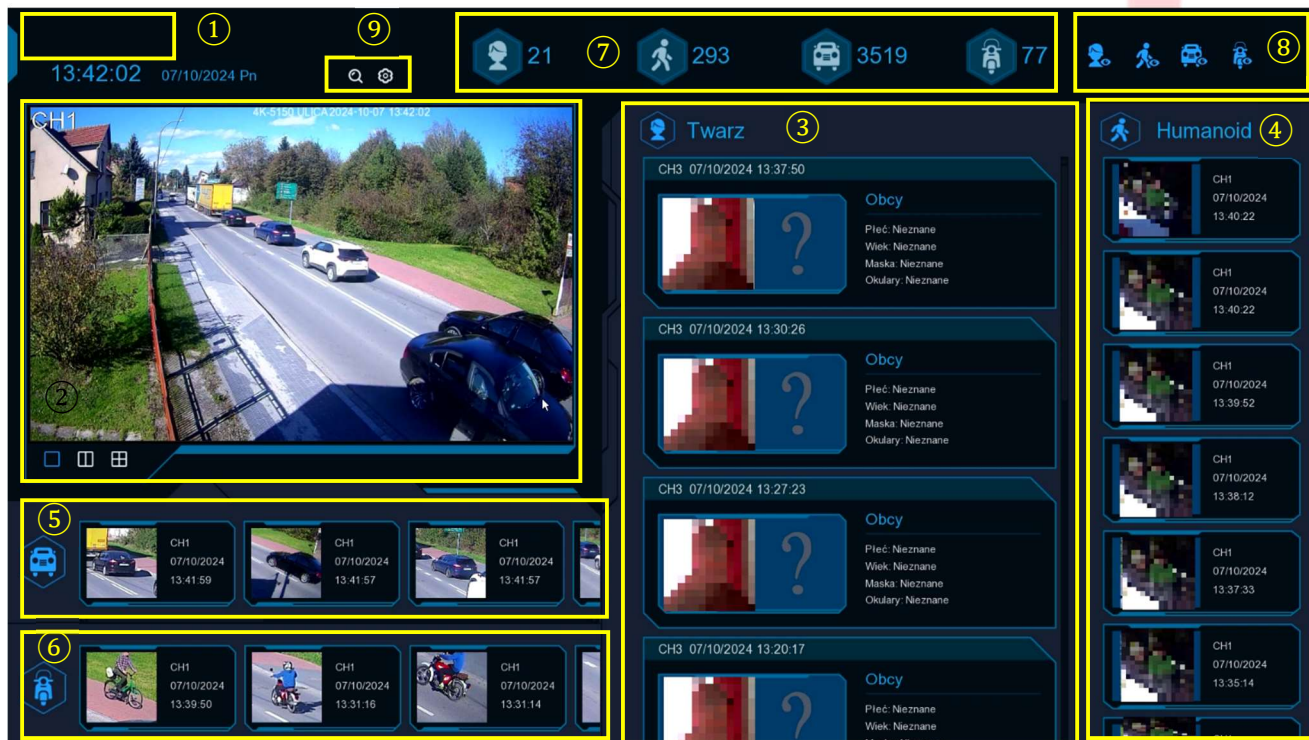 ①
⑨
13:42:02 07/10/2024 Pn
21
⑦
293
3519
77
⑧
CH1
4K-5150 ULICA 2024-10-07 13:42:02
②
Twarz
③
CH3 07/10/2024 13:37:50
Obcy
Płeć: Nieznane
Wiek: Nieznane
Maska: Nieznane
Okulary: Nieznane
CH3 07/10/2024 13:30:26
Obcy
Płeć: Nieznane
Wiek: Nieznane
Maska: Nieznane
Okulary: Nieznane
CH3 07/10/2024 13:27:23
Obcy
Płeć: Nieznane
Wiek: Nieznane
Maska: Nieznane
Okulary: Nieznane
CH3 07/10/2024 13:20:17
Obcy
Płeć: Nieznane
Wiek: Nieznane
Humanoid ④
CH1
07/10/2024
13:40:22
CH1
07/10/2024
13:40:22
CH1
07/10/2024
13:39:52
CH1
07/10/2024
13:38:12
CH1
07/10/2024
13:37:33
CH1
07/10/2024
13:35:14
⑤
CH1
07/10/2024
13:41:59
CH1
07/10/2024
13:41:57
CH1
07/10/2024
13:41:57
⑥
CH1
07/10/2024
13:39:50
CH1
07/10/2024
13:31:16
CH1
07/10/2024
13:31:14